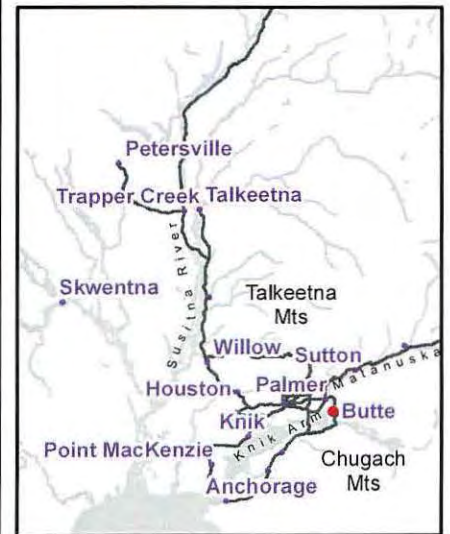 Petersville
Trapper Creek Talkeetna
Susitna River
Skwentna
Talkeetna
Mts
Willow
Sutton
Houston
Palmer
Matanuska
Knik
Butte
Knik Arm
Point MacKenzie
Chugach
Mts
Anchorage